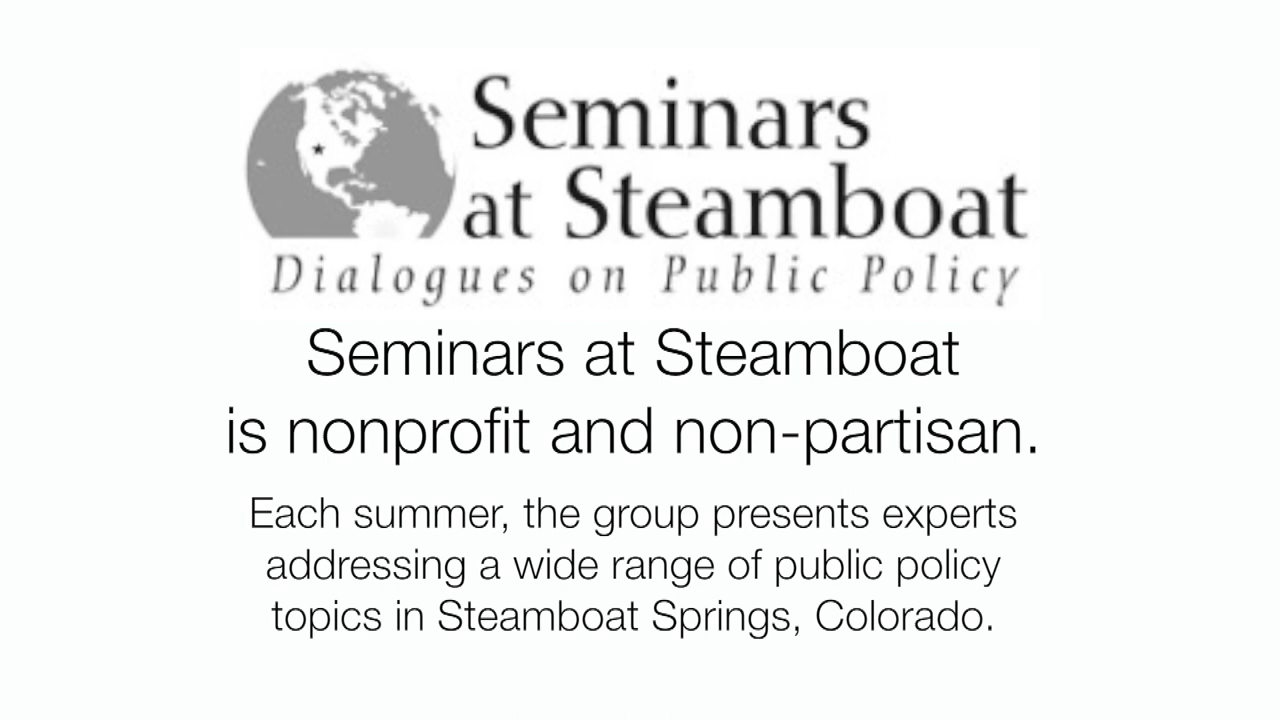 Seminars
at Steamboat
Dialogues on Public Policy
Seminars at Steamboat
is nonprofit and non-partisan.
Each summer, the group presents experts
addressing a wide range of public policy
topics in Steamboat Springs, Colorado.